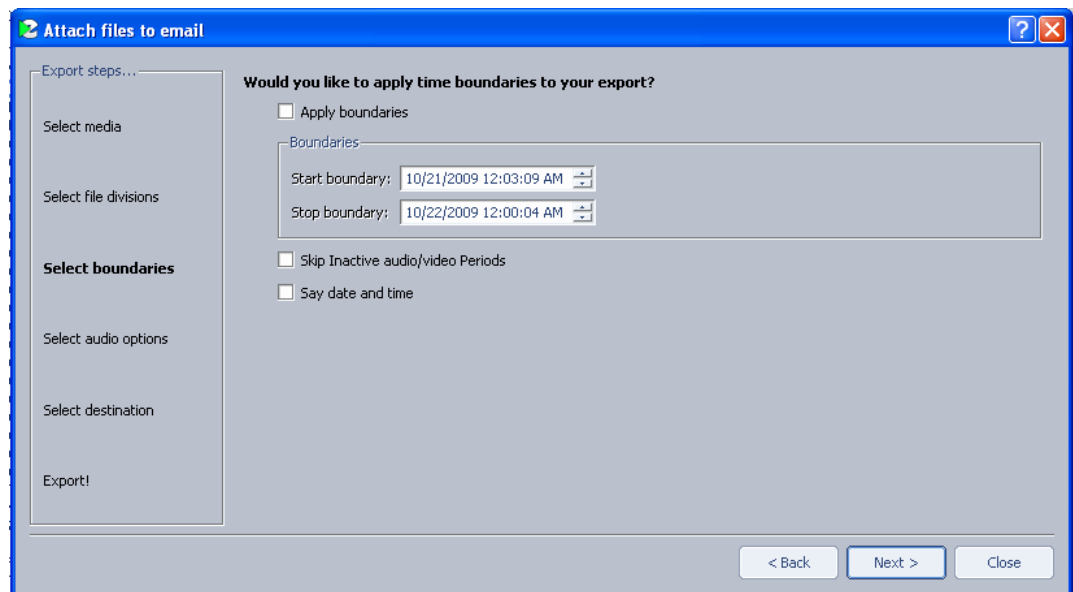 Attach files to email
Export steps...
Select media
Select file divisions
Select boundaries
Select audio options
Select destination
Export!
Would you like to apply time boundaries to your export?
Apply boundaries
Boundaries
Start boundary: 10/21/2009 12:03:09 AM
Stop boundary: 10/22/2009 12:00:04 AM
Skip Inactive audio/video Periods
Say date and time
< Back Next > Close